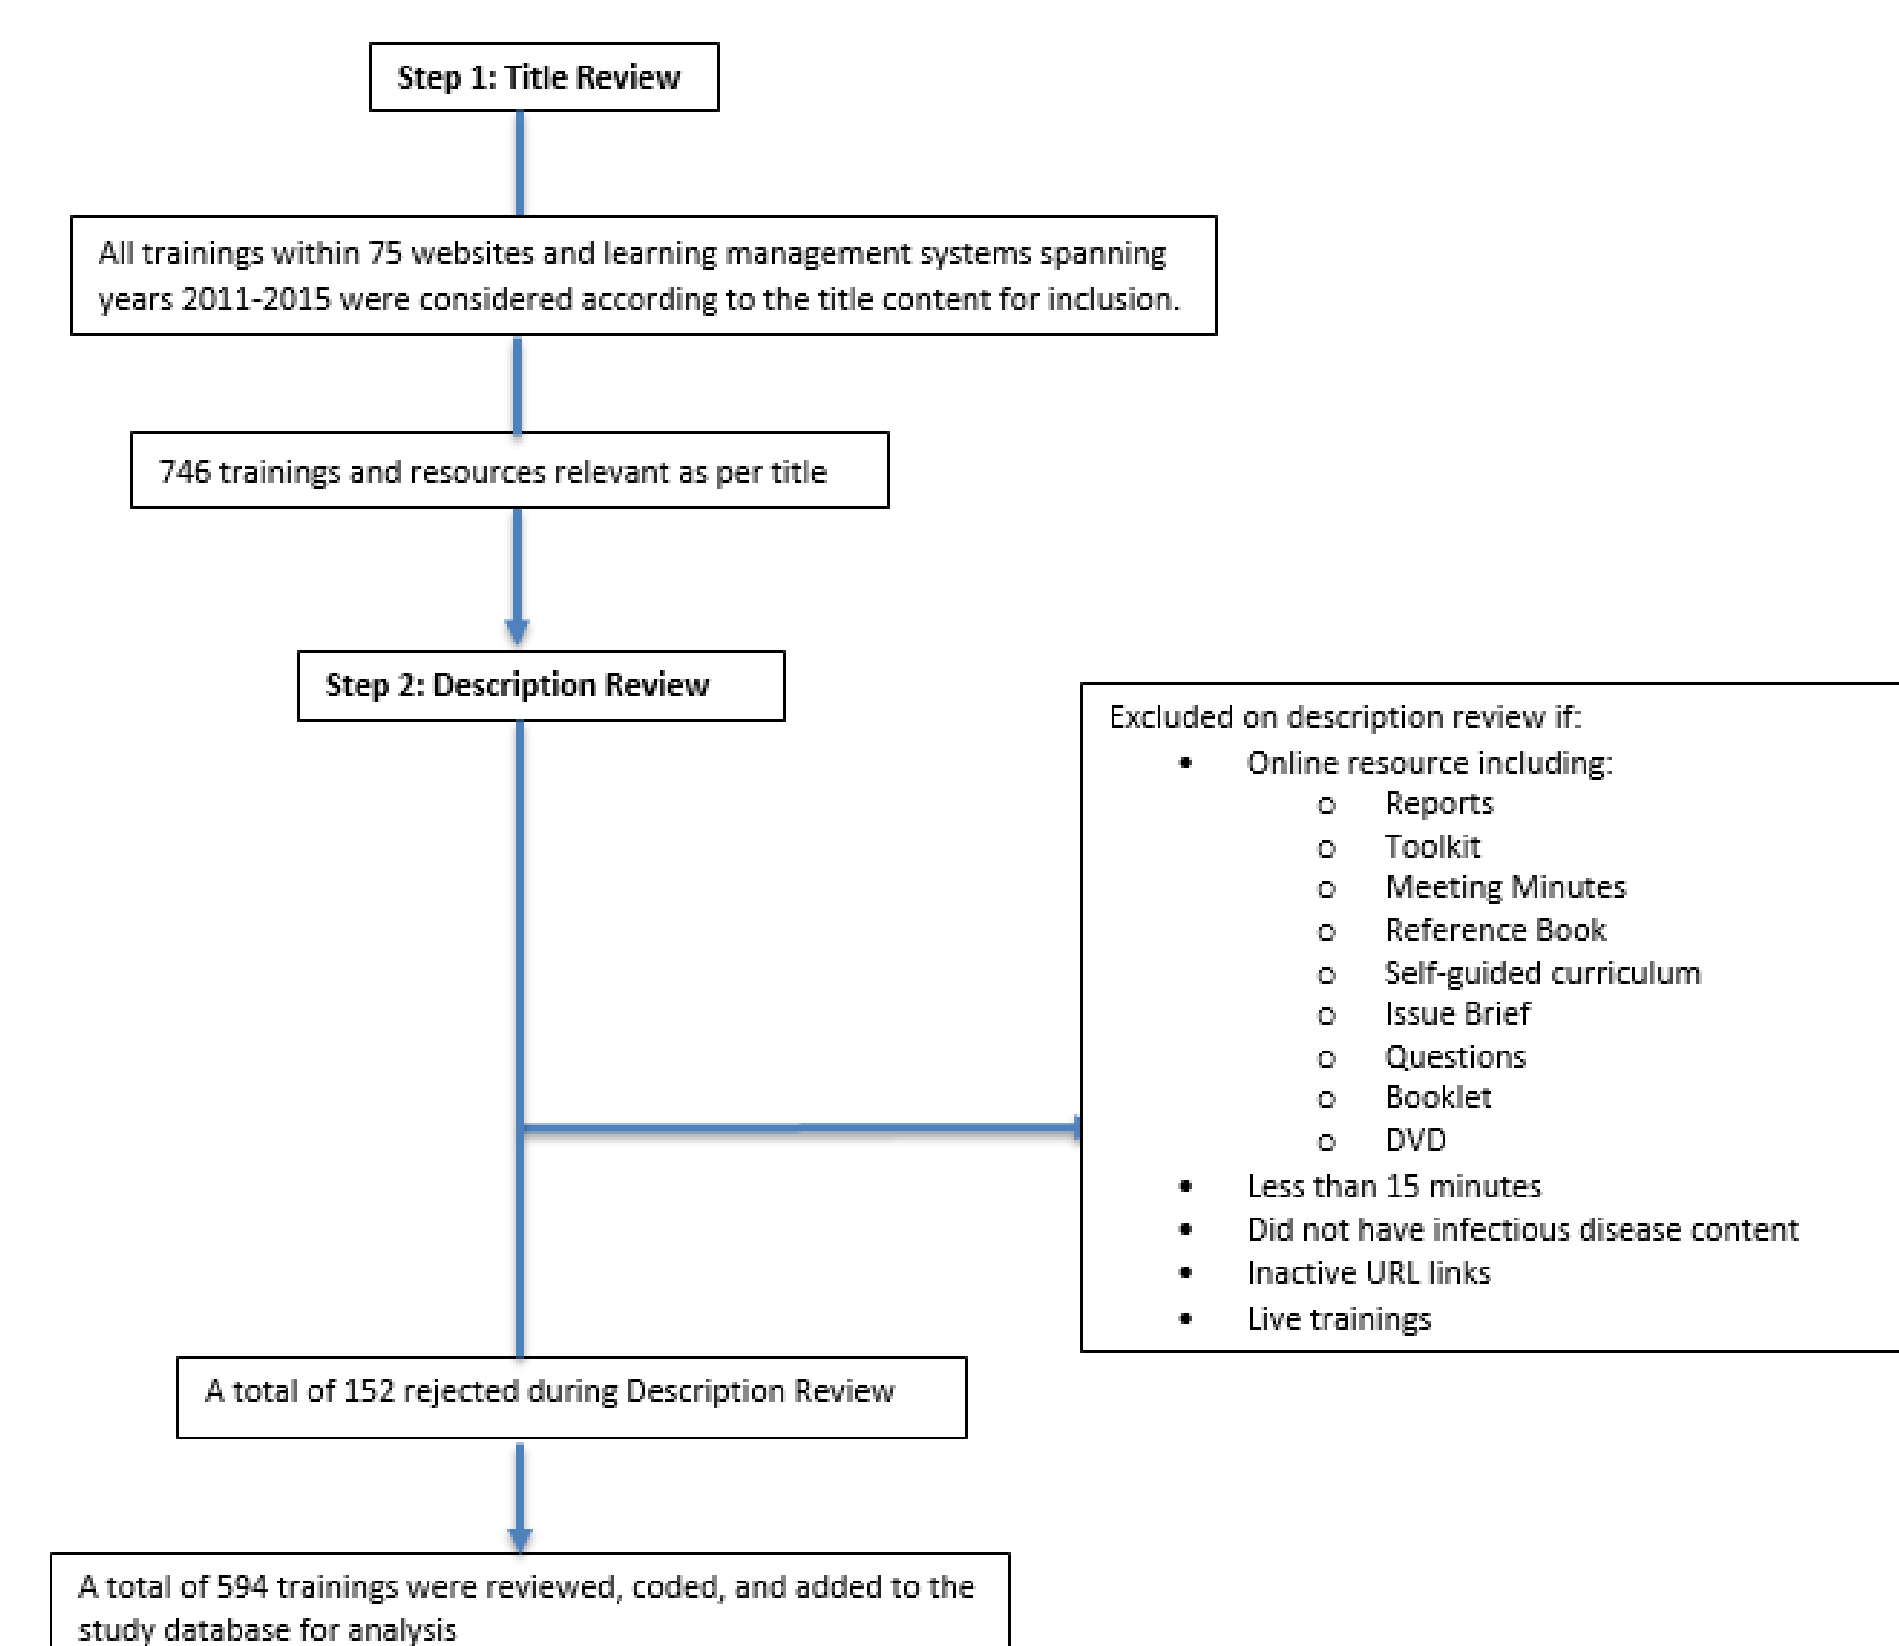 Step 1: Title Review
All trainings within 75 websites and learning management systems spanning
years 2011-2015 were considered according to the title content for inclusion.
746 trainings and resources relevant as per title
Step 2: Description Review
Excluded on description review if:
• Online resource including:
o Reports
o Toolkit
o Meeting Minutes
o Reference Book
o Self-guided curriculum
o Issue Brief
o Questions
o Booklet
o DVD
• Less than 15 minutes
• Did not have infectious disease content
• Inactive URL links
• Live trainings
A total of 152 rejected during Description Review
A total of 594 trainings were reviewed, coded, and added to the
study database for analysis